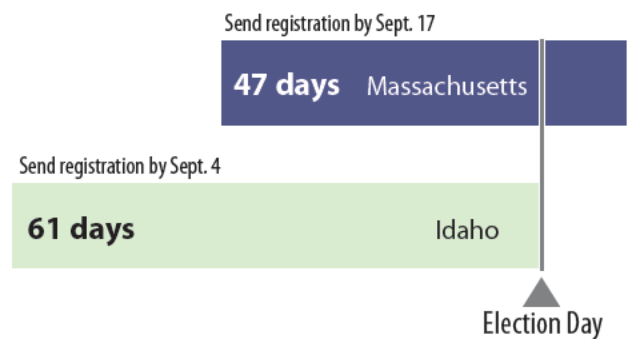 Send registration by Sept. 17
47 days Massachusetts
Send registration by Sept. 4
61 days Idaho
Election Day